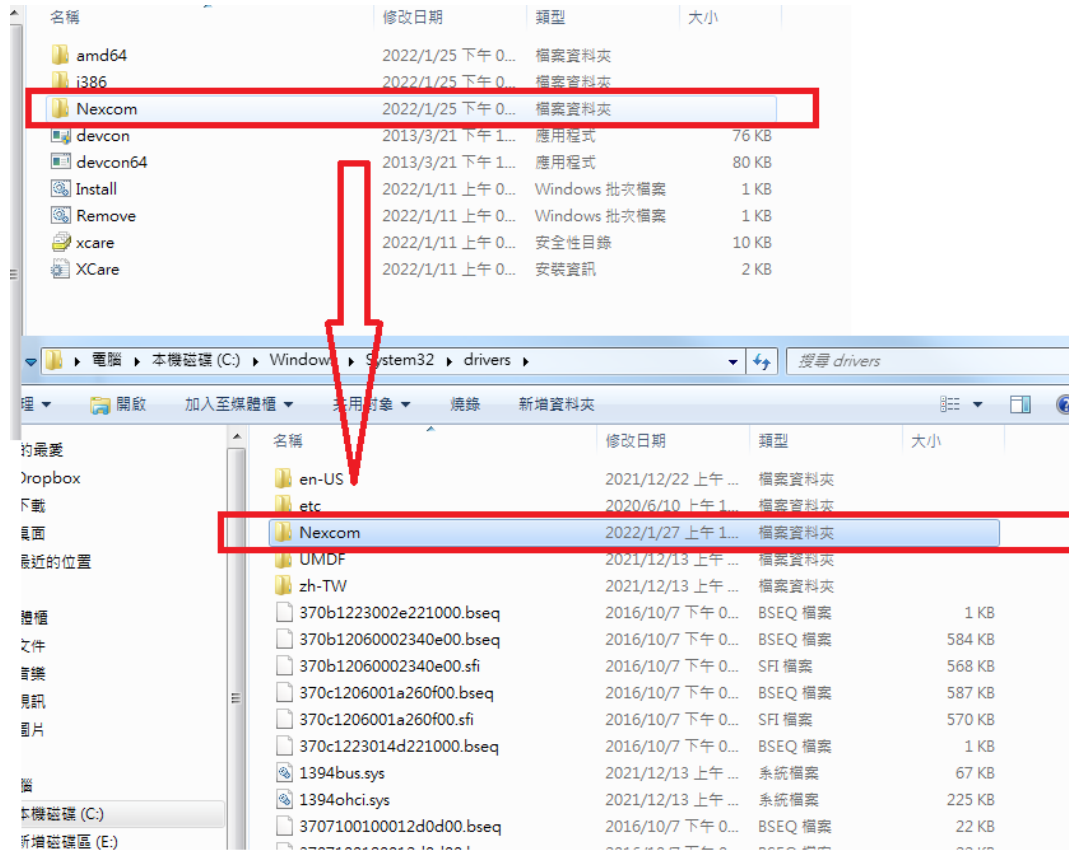 名稱 修改日期 類型 大小
amd64 2022/1/25 下午 0... 檔案資料夾
i386 2022/1/25 下午 0... 檔案資料夾
Nexcom 2022/1/25 下午 0... 檔案資料夾
devcon 2013/3/21 下午 1... 應用程式 76 KB
devcon64 2013/3/21 下午 1... 應用程式 80 KB
Install 2022/1/11 上午 0... Windows 批次檔案 1 KB
Remove 2022/1/11 上午 0... Windows 批次檔案 1 KB
xcare 2022/1/11 上午 0... 安全性目錄 10 KB
XCare 2022/1/11 上午 0... 安裝資訊 2 KB
電腦 本機磁碟 (C:) Windows System32 drivers 搜尋 drivers
理 開啟 加入至媒體櫃 共用對象 燒錄 新增資料夾
名稱 修改日期 類型 大小
的最愛
Dropbox
下載
桌面
最近的位置
體櫃
文件
音樂
視訊
圖片
腦
本機磁碟 (C:)
新增磁碟區 (E:)
en-US 2021/12/22 上午 ... 檔案資料夾
etc 2020/6/10 上午 1... 檔案資料夾
Nexcom 2022/1/27 上午 1... 檔案資料夾
UMDF 2021/12/13 上午 ... 檔案資料夾
zh-TW 2021/12/13 上午 ... 檔案資料夾
370b1223002e221000.bseq 2016/10/7 下午 0... BSEQ 檔案 1 KB
370b12060002340e00.bseq 2016/10/7 下午 0... BSEQ 檔案 584 KB
370b12060002340e00.sfi 2016/10/7 下午 0... SFI 檔案 568 KB
370c1206001a260f00.bseq 2016/10/7 下午 0... BSEQ 檔案 587 KB
370c1206001a260f00.sfi 2016/10/7 下午 0... SFI 檔案 570 KB
370c1223014d221000.bseq 2016/10/7 下午 0... BSEQ 檔案 1 KB
1394bus.sys 2021/12/13 上午 ... 系統檔案 67 KB
1394ohci.sys 2021/12/13 上午 ... 系統檔案 225 KB
3707100100012d0d00.bseq 2016/10/7 下午 0... BSEQ 檔案 22 KB